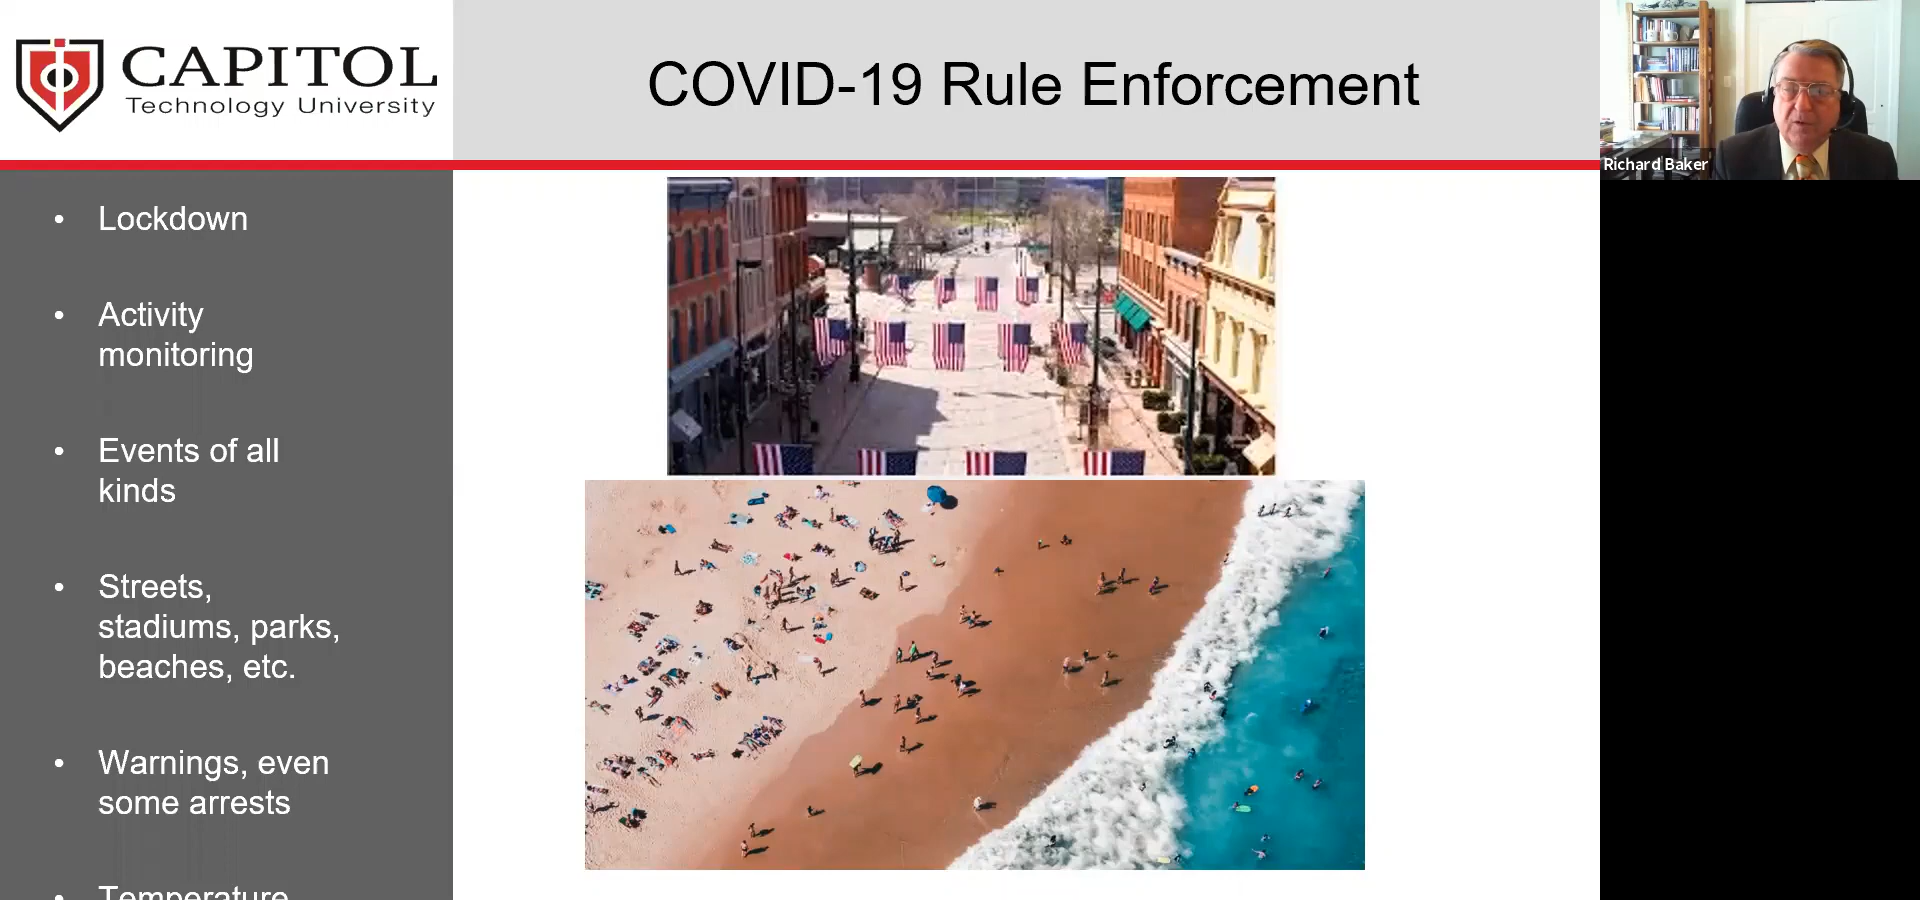 CAPITOL
Technology University
COVID-19 Rule Enforcement
Richard Baker
• Lockdown
• Activity
monitoring
• Events of all
kinds
• Streets,
stadiums, parks,
beaches, etc.
• Warnings, even
some arrests
• Temperature